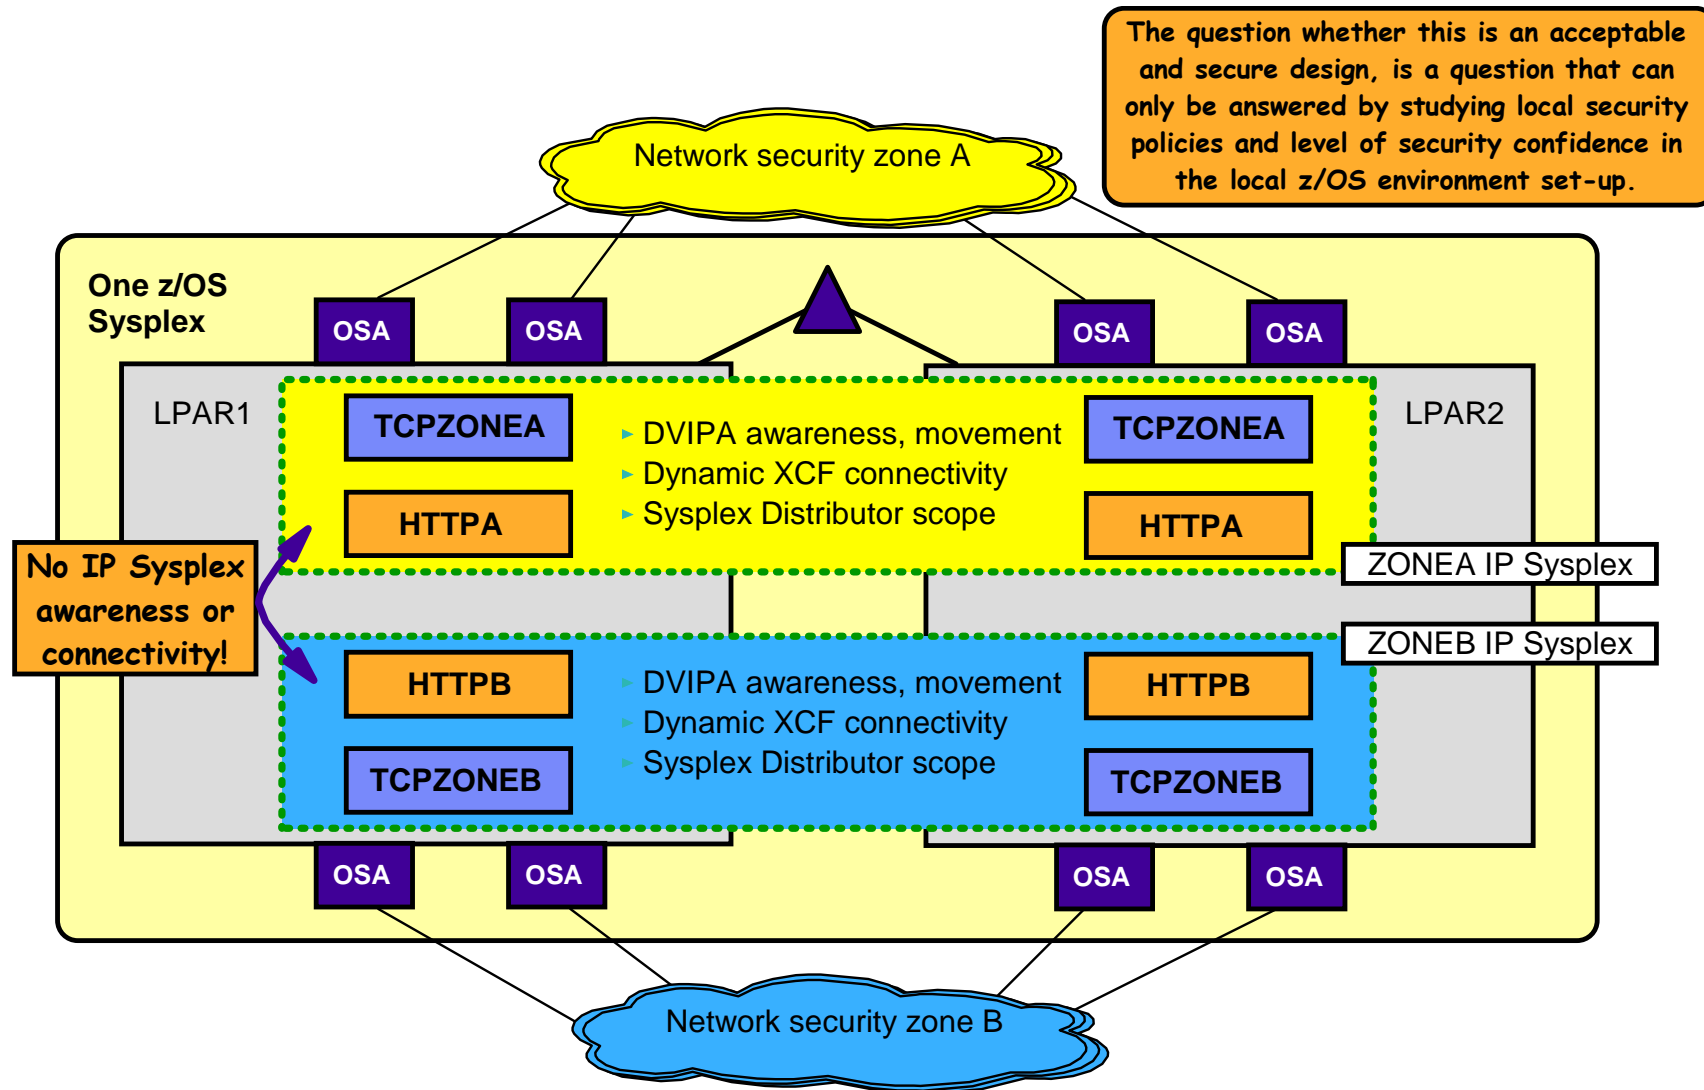 The question whether this is an acceptable
and secure design, is a question that can
only be answered by studying local security
policies and level of security confidence in
the local z/OS environment set-up.
Network security zone A
One z/OS
Sysplex
OSA
OSA
OSA
OSA
LPAR1
LPAR2
TCPZONEA
► DVIPA awareness, movement
► Dynamic XCF connectivity
► Sysplex Distributor scope
TCPZONEA
HTTPA
HTTPA
No IP Sysplex
awareness or
connectivity!
ZONEA IP Sysplex
ZONEB IP Sysplex
HTTPB
► DVIPA awareness, movement
► Dynamic XCF connectivity
► Sysplex Distributor scope
HTTPB
TCPZONEB
TCPZONEB
OSA
OSA
OSA
OSA
Network security zone B